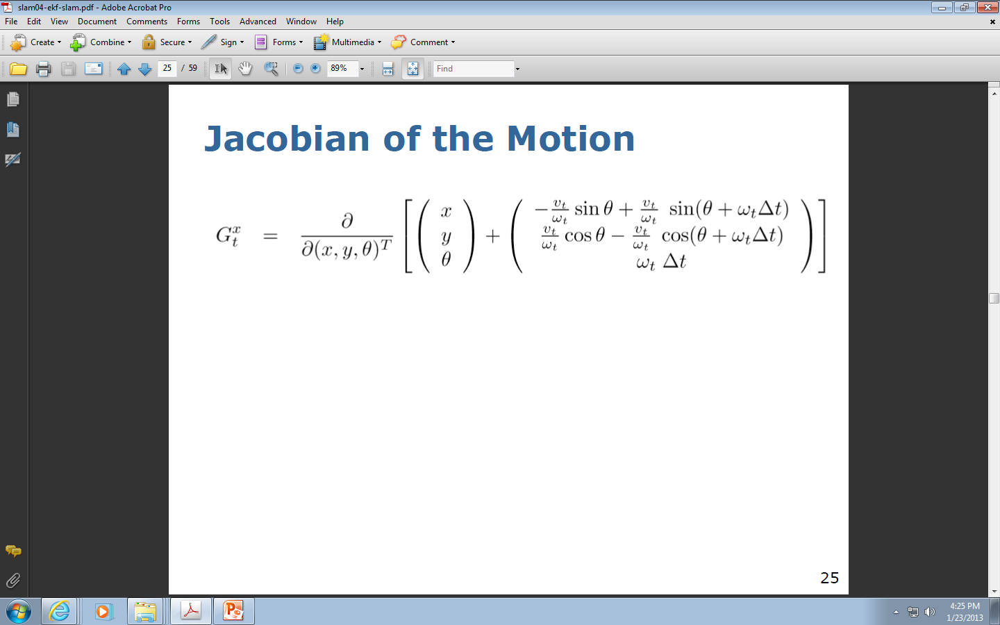 slam04-ekf-slam.pdf - Adobe Acrobat Pro
File Edit View Document Comments Forms Tools Advanced Window Help
Create Combine Secure Sign Forms Multimedia Comment
25 / 59 89% Find
Jacobian of the Motion
G_t^x = ∂/∂(x, y, θ)^T [ ( x y θ ) + ( −v_t/ω_t sin θ + v_t/ω_t sin(θ + ω_tΔt)
v_t/ω_t cos θ − v_t/ω_t cos(θ + ω_tΔt)
ω_t Δt ) ]
25
4:25 PM
1/23/2013